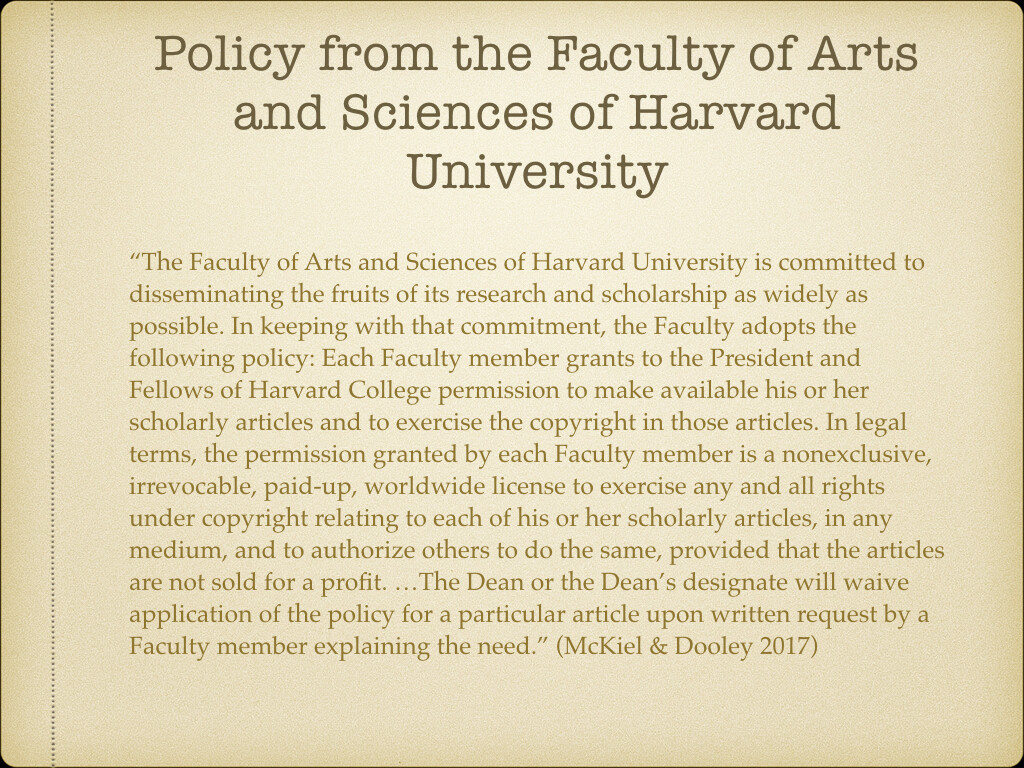 Policy from the Faculty of Arts
and Sciences of Harvard
University
“The Faculty of Arts and Sciences of Harvard University is committed to
disseminating the fruits of its research and scholarship as widely as
possible. In keeping with that commitment, the Faculty adopts the
following policy: Each Faculty member grants to the President and
Fellows of Harvard College permission to make available his or her
scholarly articles and to exercise the copyright in those articles. In legal
terms, the permission granted by each Faculty member is a nonexclusive,
irrevocable, paid-up, worldwide license to exercise any and all rights
under copyright relating to each of his or her scholarly articles, in any
medium, and to authorize others to do the same, provided that the articles
are not sold for a profit. …The Dean or the Dean’s designate will waive
application of the policy for a particular article upon written request by a
Faculty member explaining the need.” (McKiel & Dooley 2017)